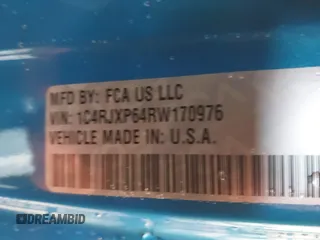 MFD BY: FCA US LLC
VIN: 1C4RJXP64RW170976
VEHICLE MADE IN: U.S.A.
DREAMBID